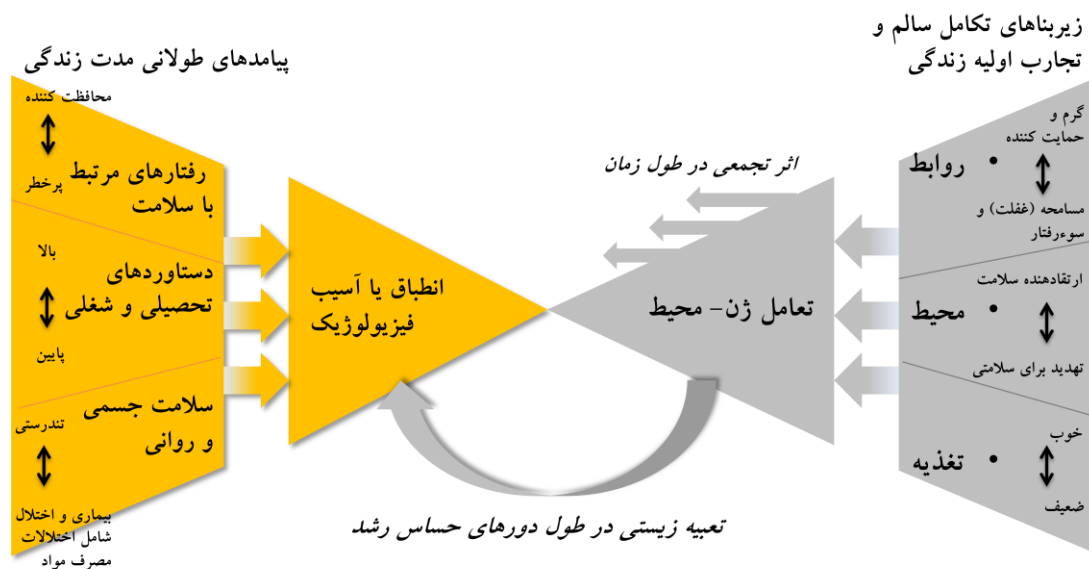 زیربناهای تکامل سالم و
تجارب اولیه زندگی
گرم و
حمایت کننده
• روابط
مسامحه (غفلت) و
سوءرفتار
ارتقادهنده سلامت
• محیط
تهدید برای سلامتی
خوب
• تغذیه
ضعیف
اثر تجمعی در طول زمان
تعامل ژن- محیط
تعبیه زیستی در طول دورهای حساس رشد
انطباق یا آسیب
فیزیولوژیک
پیامدهای طولانی مدت زندگی
محافظت کننده
رفتارهای مرتبط
با سلامت
پرخطر
بالا
دستاوردهای
تحصیلی و شغلی
پایین
سلامت جسمی
و روانی
تندرستی
بیماری و اختلال
شامل اختلالات
مصرف مواد